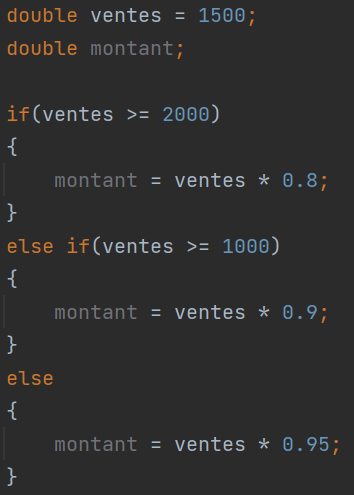 double ventes = 1500;
double montant;
if(ventes >= 2000)
{
    montant = ventes * 0.8;
}
else if(ventes >= 1000)
{
    montant = ventes * 0.9;
}
else
{
    montant = ventes * 0.95;
}